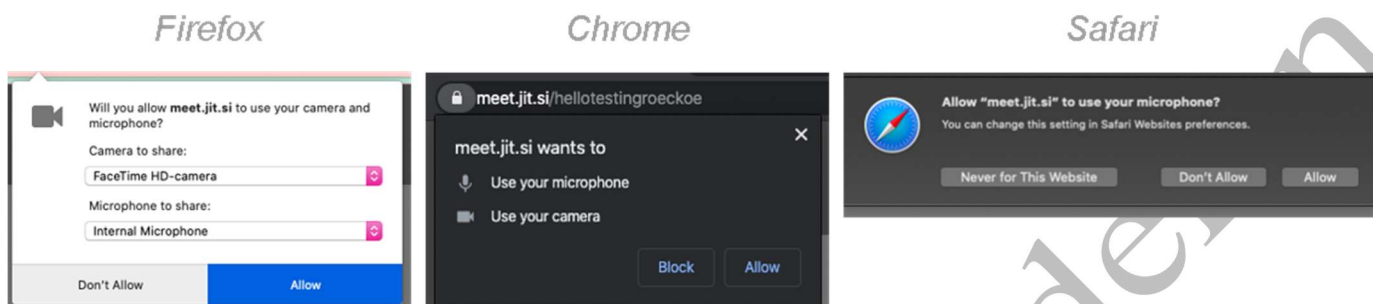 Firefox
Will you allow meet.jit.si to use your camera and
microphone?
Camera to share:
FaceTime HD-camera
Microphone to share:
Internal Microphone
Don't Allow
Allow
Chrome
meet.jit.si/hellotestingroeckoe
meet.jit.si wants to
Use your microphone
Use your camera
Block
Allow
Safari
Allow “meet.jit.si” to use your microphone?
You can change this setting in Safari Websites preferences.
Never for This Website
Don't Allow
Allow